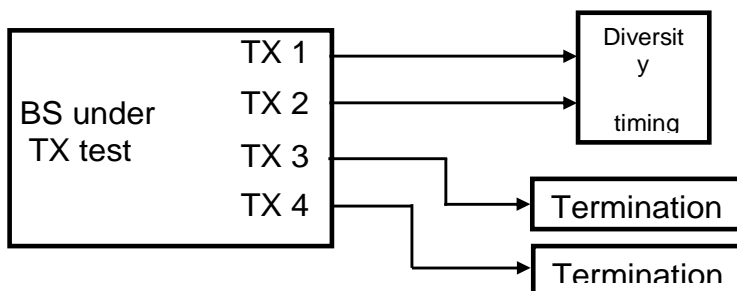 BS under
TX test
TX 1
TX 2
TX 3
TX 4
Diversit
y
timing
Termination
Termination